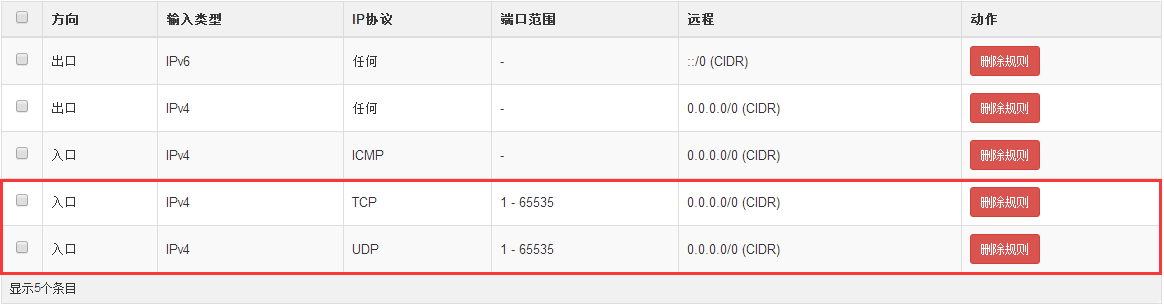 方向 输入类型 IP协议 端口范围 远程 动作
出口 IPv6 任何 - ::/0 (CIDR) 删除规则
出口 IPv4 任何 - 0.0.0.0/0 (CIDR) 删除规则
入口 IPv4 ICMP - 0.0.0.0/0 (CIDR) 删除规则
入口 IPv4 TCP 1 - 65535 0.0.0.0/0 (CIDR) 删除规则
入口 IPv4 UDP 1 - 65535 0.0.0.0/0 (CIDR) 删除规则
显示5个条目